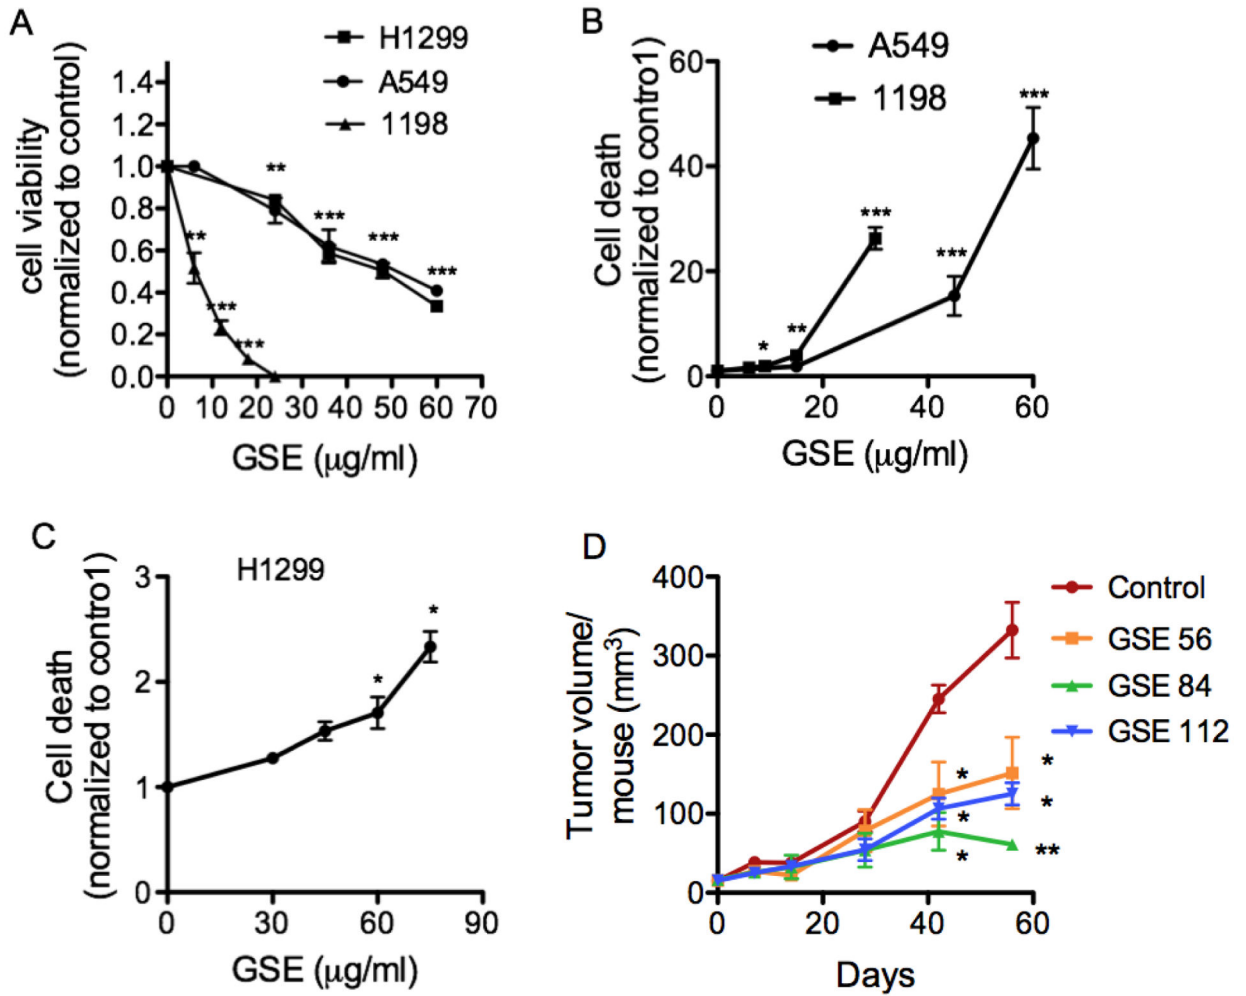 A
H1299
A549
1198
cell viability
(normalized to control)
1.4
1.2
1.0
0.8
0.6
0.4
0.2
0.0
**
***
***
***
**
***
***
0 10 20 30 40 50 60 70
GSE (μg/ml)
B
A549
1198
Cell death
(normalized to contro1)
60
40
20
0
***
***
***
**
*
0 20 40 60
GSE (μg/ml)
C
H1299
Cell death
(normalized to contro1)
3
2
1
0
*
*
0 30 60 90
GSE (μg/ml)
D
Control
GSE 56
GSE 84
GSE 112
Tumor volume/
mouse (mm³)
400
300
200
100
0
*
*
*
*
*
**
0 20 40 60
Days